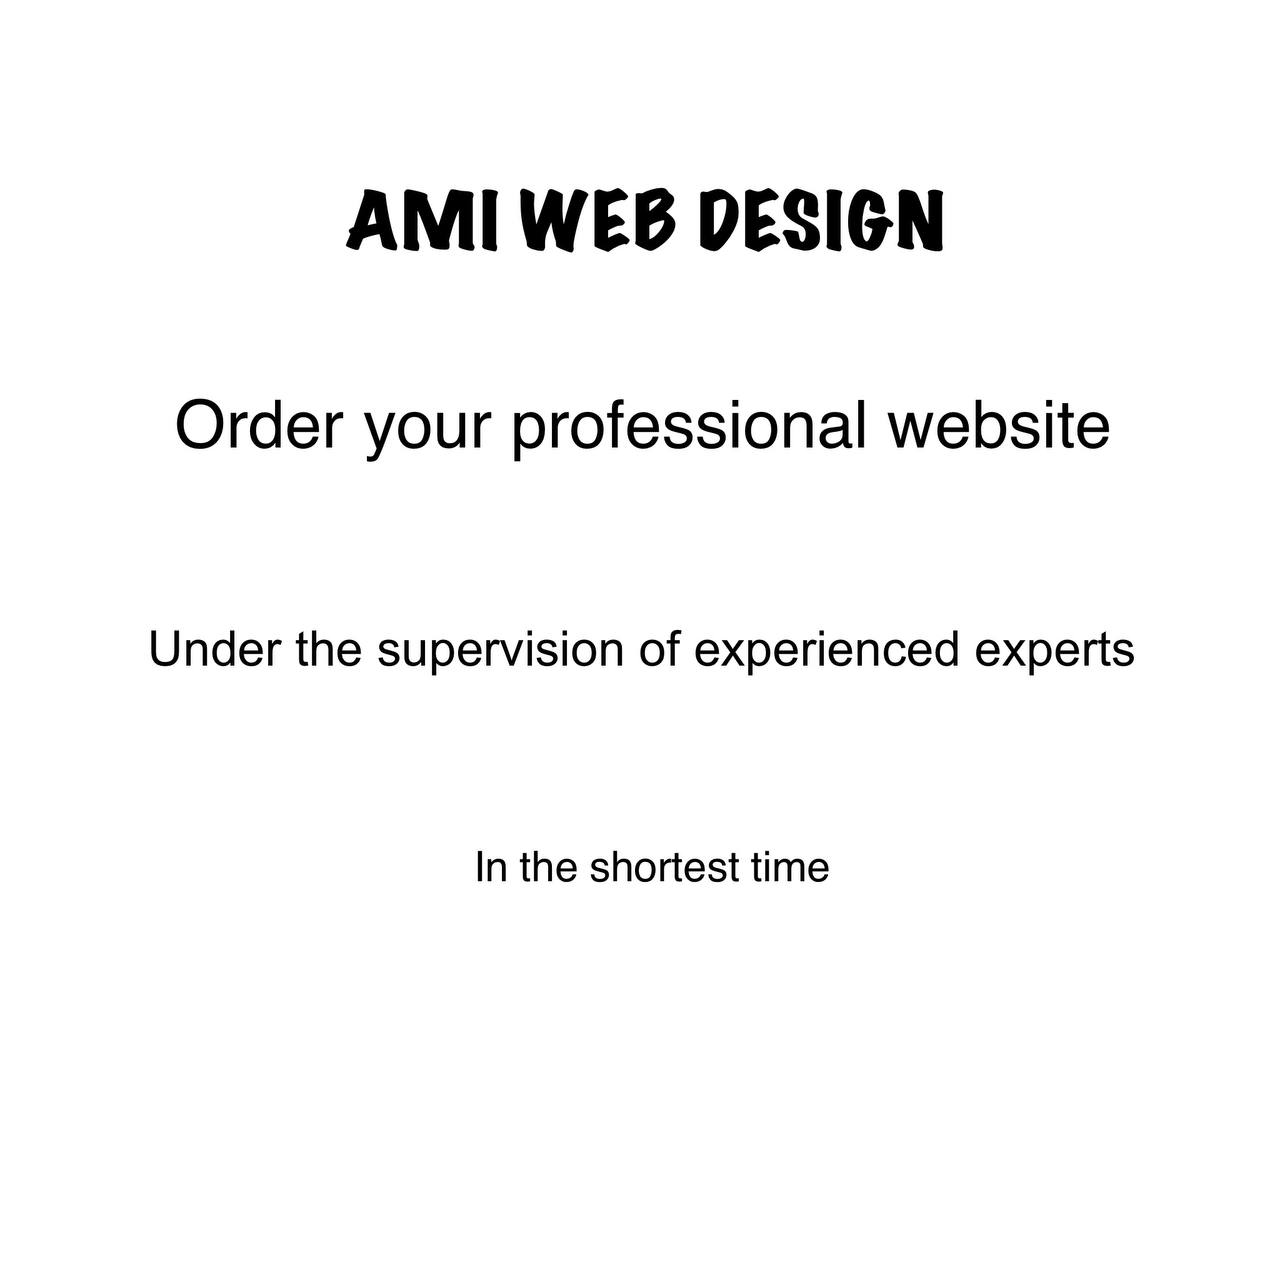 AMI WEB DESIGN
Order your professional website
Under the supervision of experienced experts
In the shortest time